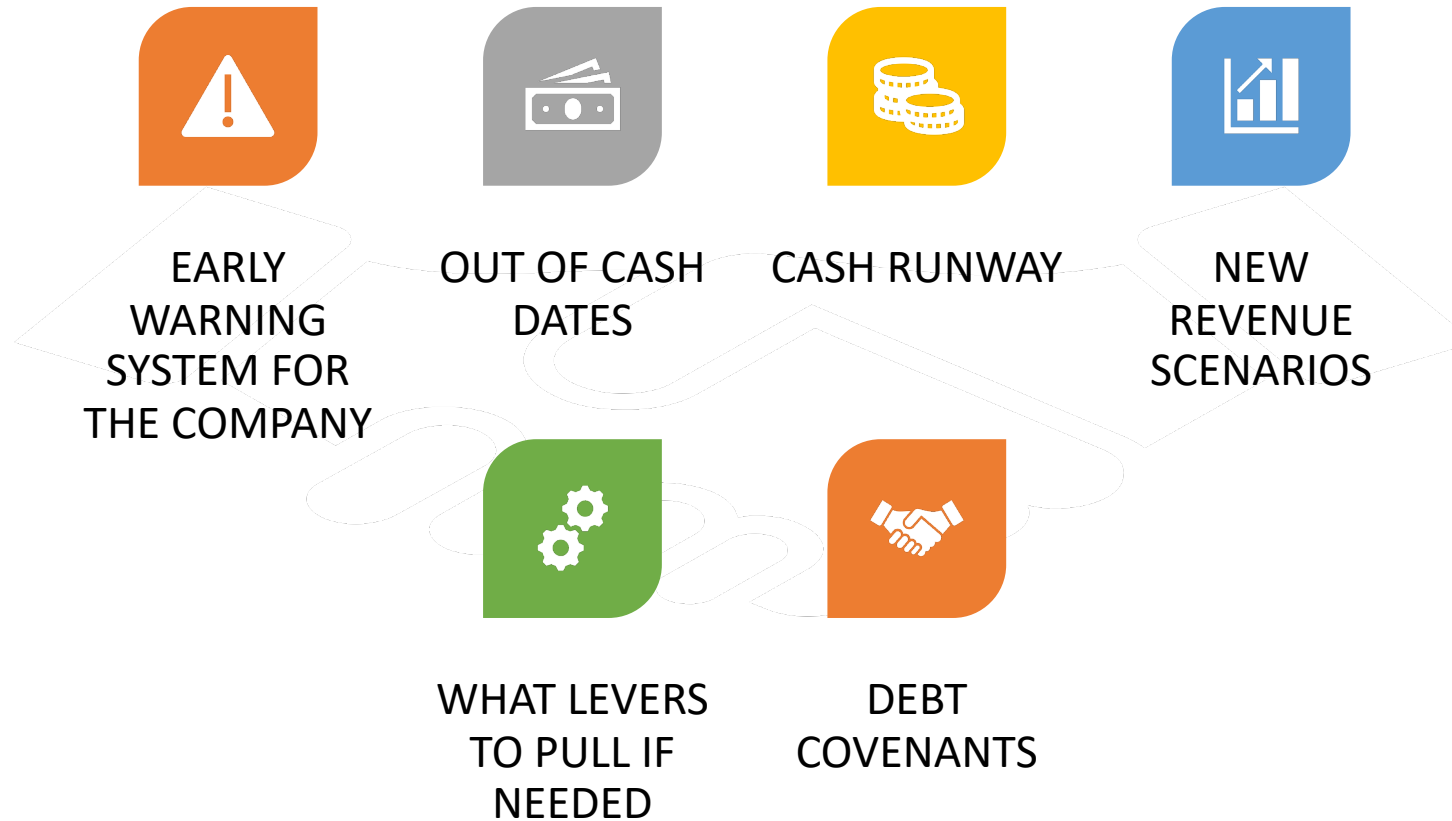 EARLY
WARNING
SYSTEM FOR
THE COMPANY
OUT OF CASH
DATES
CASH RUNWAY
NEW
REVENUE
SCENARIOS
WHAT LEVERS
TO PULL IF
NEEDED
DEBT
COVENANTS